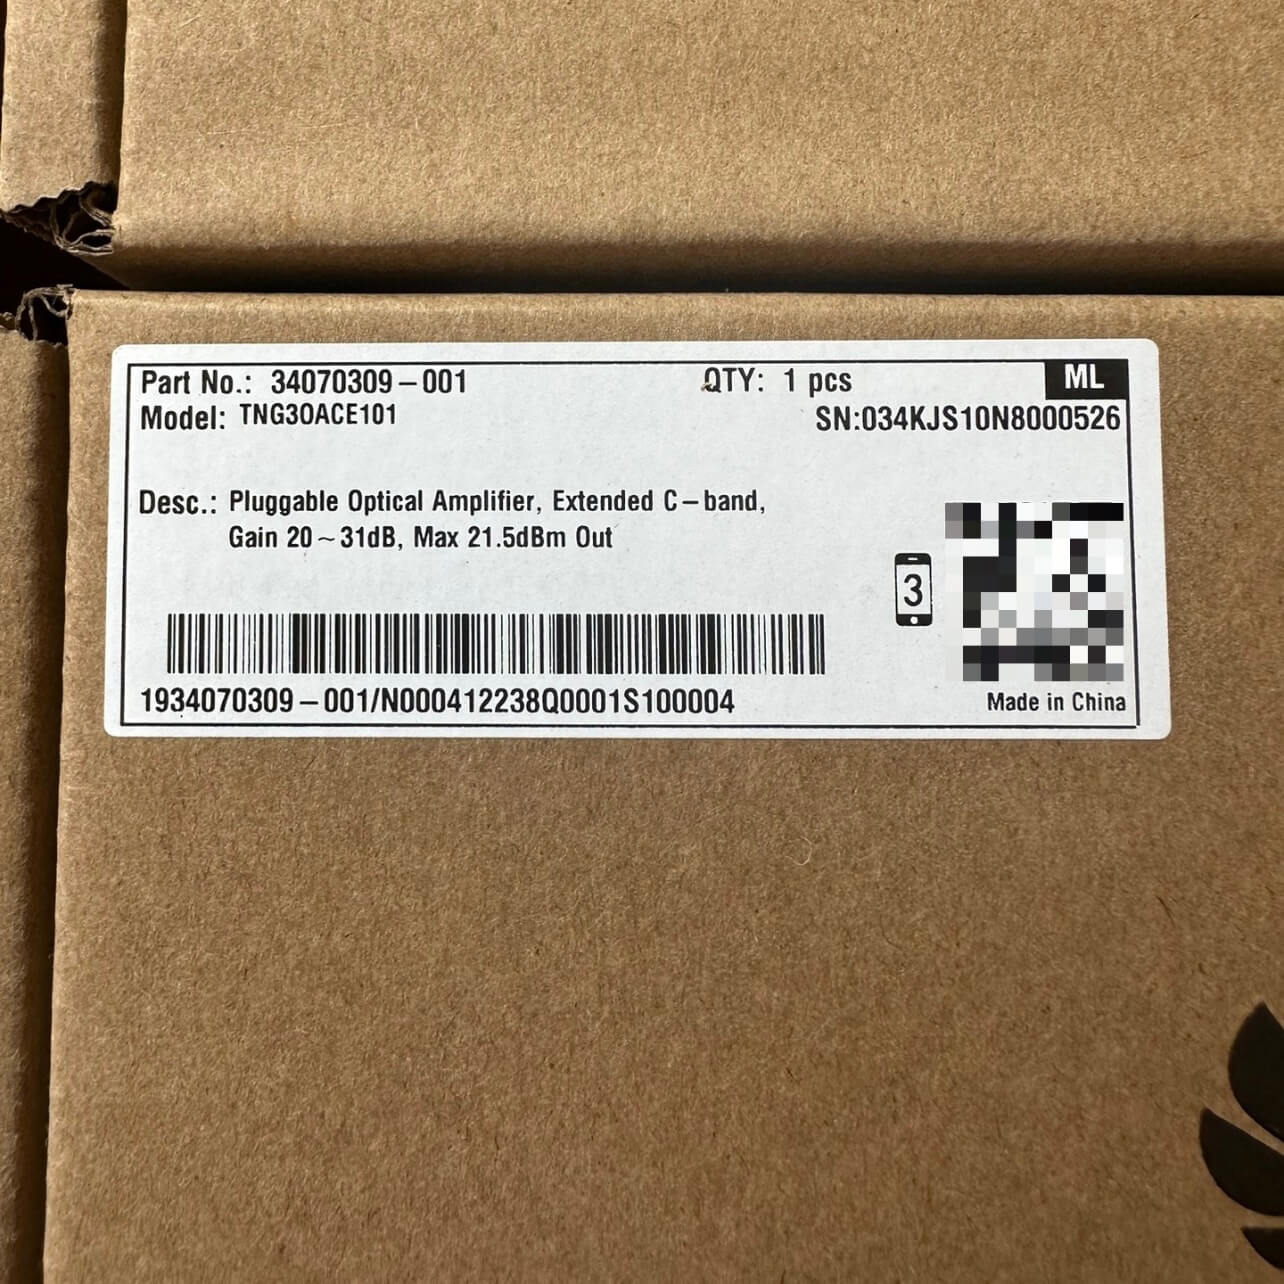 Part No.: 34070309-001 QTY: 1 pcs ML
Model: TNG30ACE101 SN:034KJS10N8000526
Desc.: Pluggable Optical Amplifier, Extended C-band,
Gain 20~31dB, Max 21.5dBm Out
3
1934070309-001/N000412238Q0001S100004 Made in China